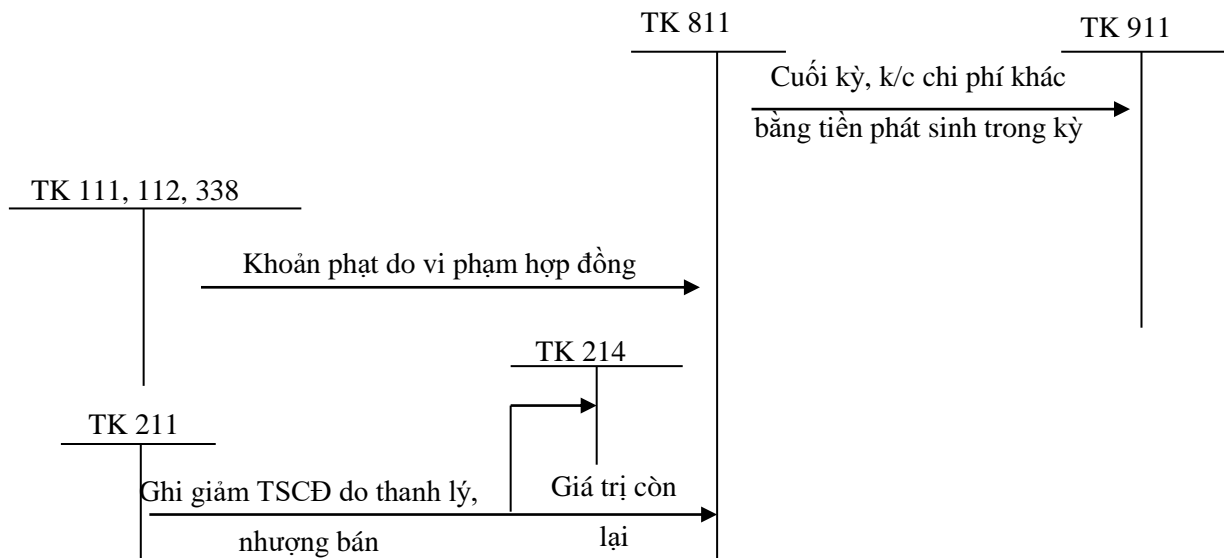 TK 811
TK 911
Cuối kỳ, k/c chi phí khác
bằng tiền phát sinh trong kỳ
TK 111, 112, 338
Khoản phạt do vi phạm hợp đồng
TK 214
TK 211
Ghi giảm TSCĐ do thanh lý,
nhượng bán
Giá trị còn
lại